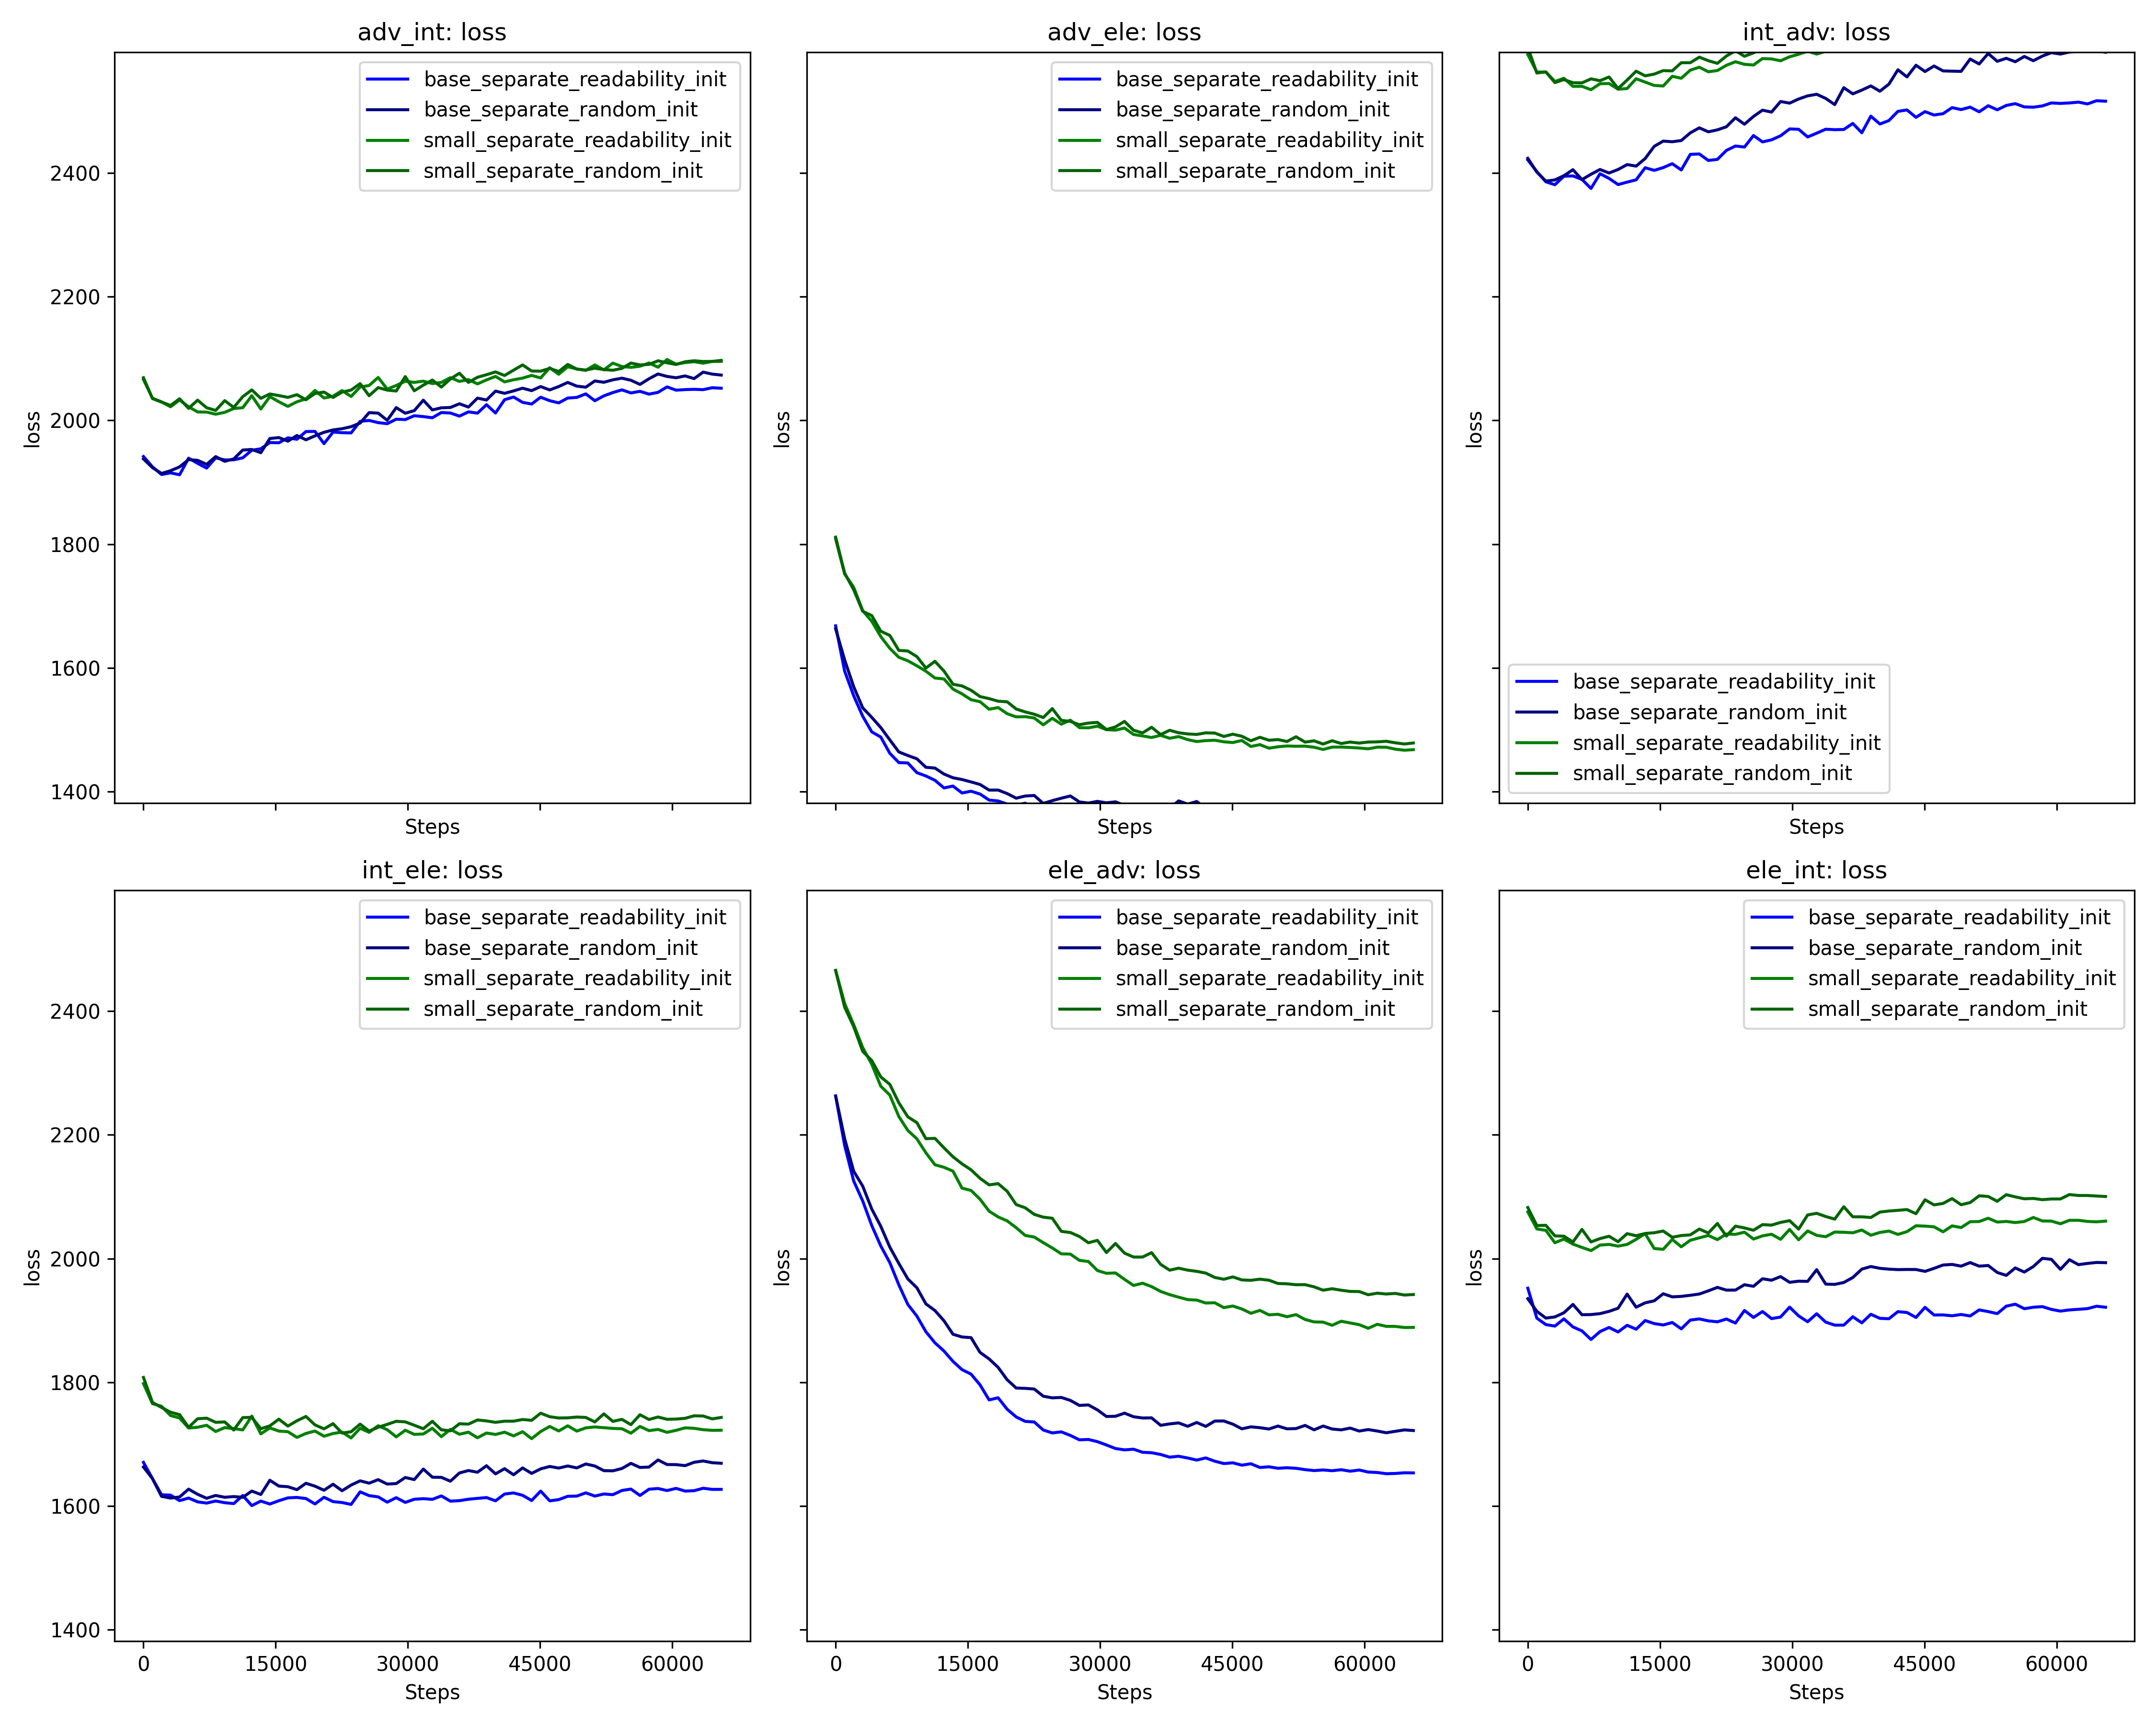 adv_int: loss
base_separate_readability_init
base_separate_random_init
small_separate_readability_init
small_separate_random_init
2400
2200
2000
1800
1600
1400
loss
Steps
adv_ele: loss
base_separate_readability_init
base_separate_random_init
small_separate_readability_init
small_separate_random_init
loss
Steps
int_adv: loss
base_separate_readability_init
base_separate_random_init
small_separate_readability_init
small_separate_random_init
loss
Steps
int_ele: loss
base_separate_readability_init
base_separate_random_init
small_separate_readability_init
small_separate_random_init
2400
2200
2000
1800
1600
1400
loss
0 15000 30000 45000 60000
Steps
ele_adv: loss
base_separate_readability_init
base_separate_random_init
small_separate_readability_init
small_separate_random_init
loss
0 15000 30000 45000 60000
Steps
ele_int: loss
base_separate_readability_init
base_separate_random_init
small_separate_readability_init
small_separate_random_init
loss
0 15000 30000 45000 60000
Steps